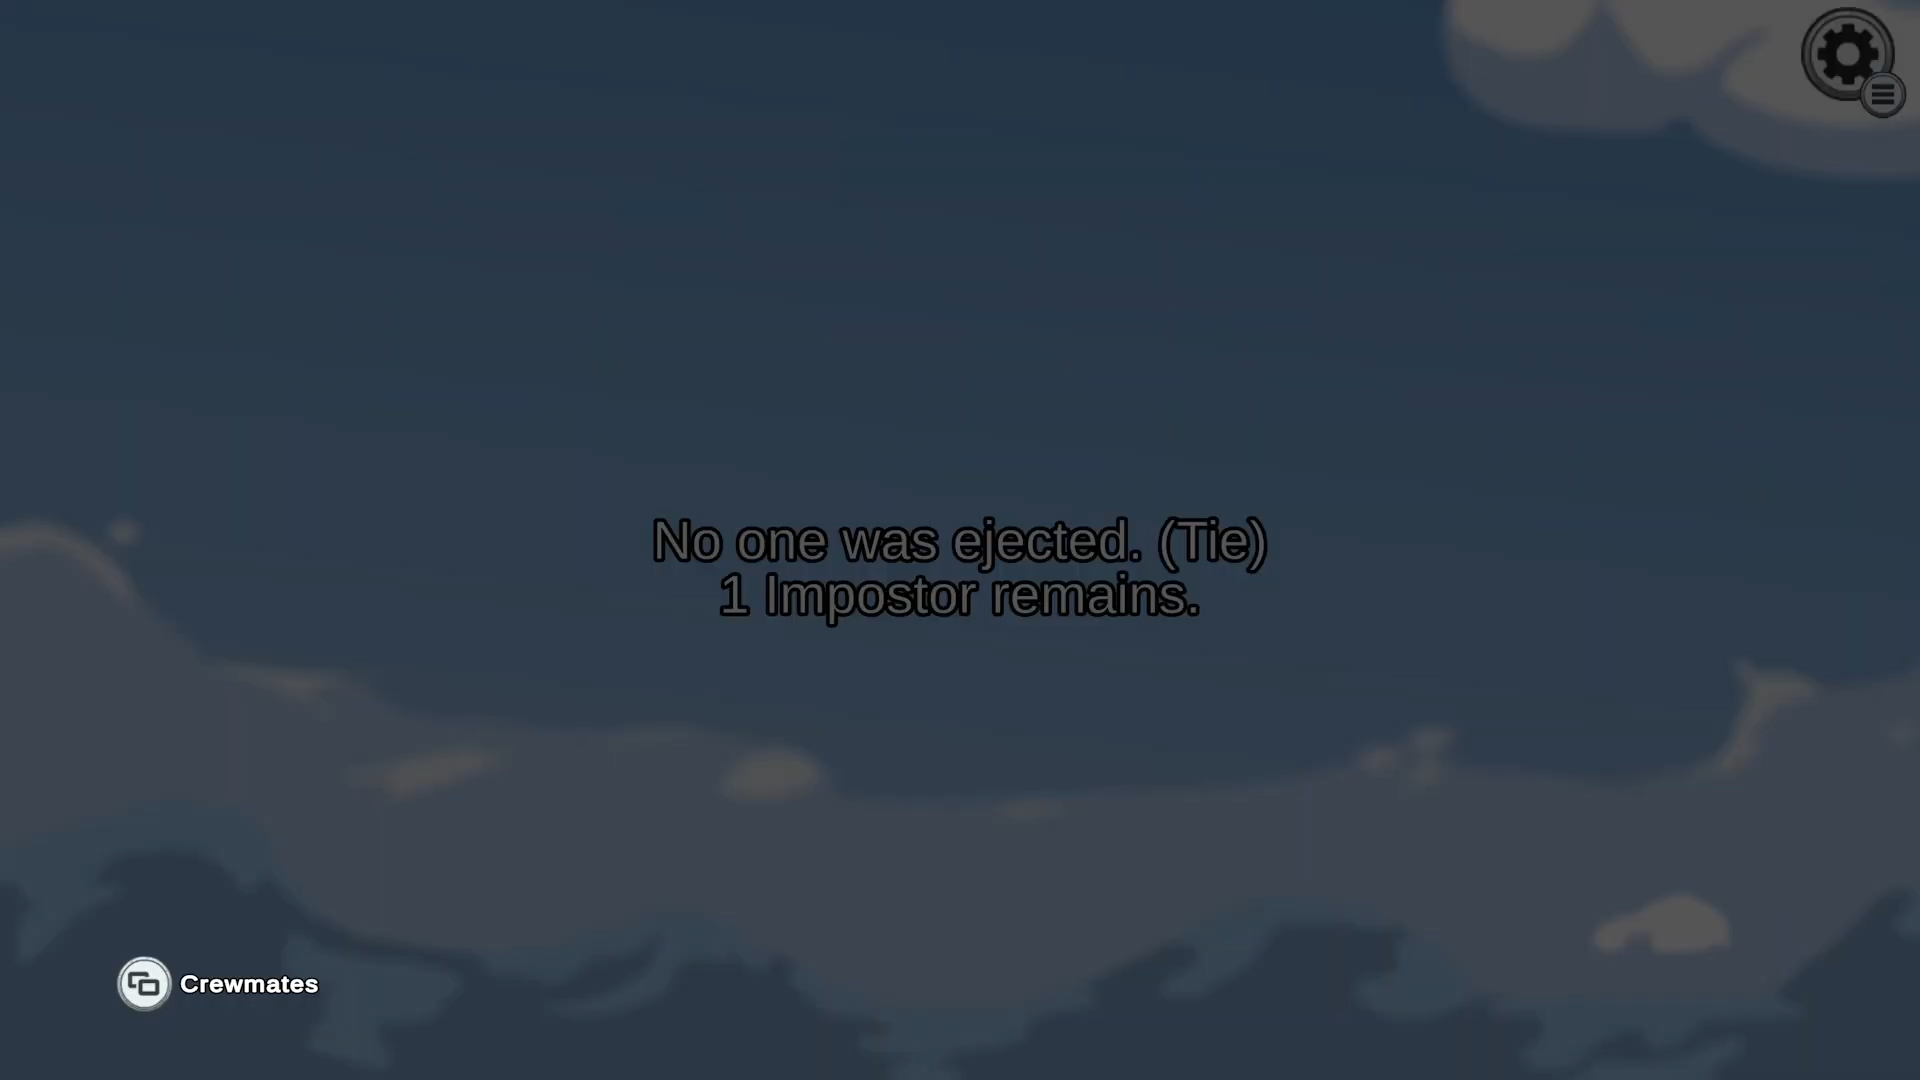 No one was ejected. (Tie)
1 Impostor remains.
Crewmates